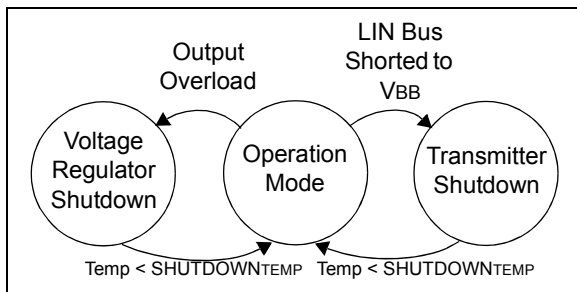 Output
Overload
LIN Bus
Shorted to
VBB
Voltage
Regulator
Shutdown
Operation
Mode
Transmitter
Shutdown
Temp < SHUTDOWNTEMP
Temp < SHUTDOWNTEMP